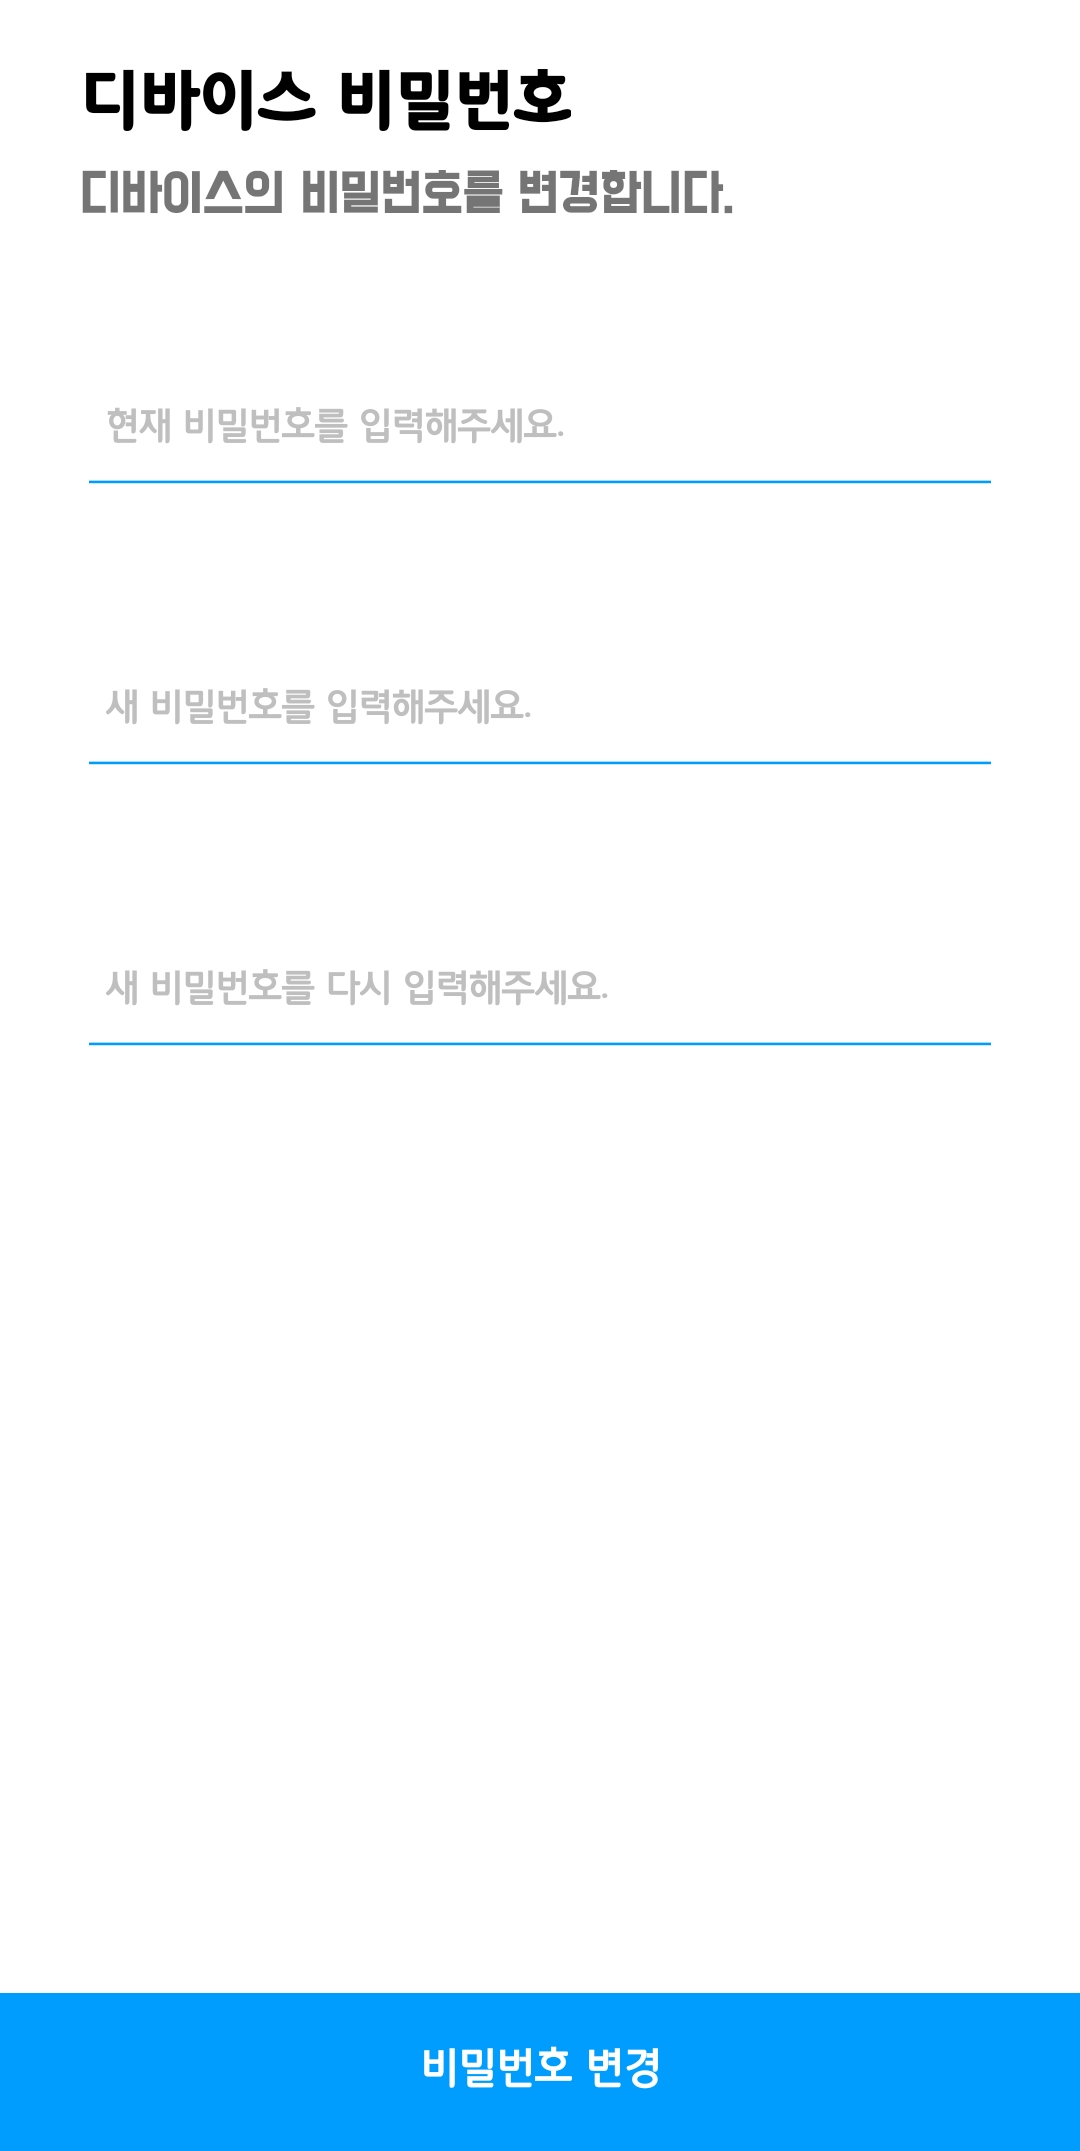 디바이스 비밀번호
디바이스의 비밀번호를 변경합니다.
현재 비밀번호를 입력해주세요.
새 비밀번호를 입력해주세요.
새 비밀번호를 다시 입력해주세요.
비밀번호 변경